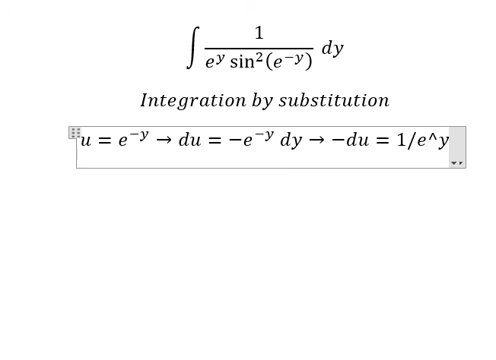 ∫ 1/(e^y sin²(e^−y)) dy
Integration by substitution
u = e^−y → du = −e^−y dy → −du = 1/e^y